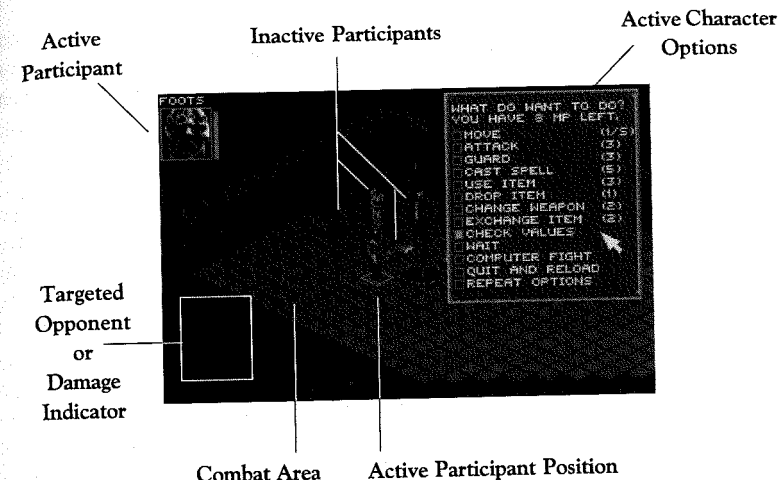 Active
Participant
Inactive Participants
Active Character
Options
FOOTS
WHAT DO WANT TO DO?
YOU HAVE 8 MP LEFT.
MOVE (1/5)
ATTACK (3)
GUARD (3)
CAST SPELL (5)
USE ITEM (3)
DROP ITEM (1)
CHANGE WEAPON (2)
EXCHANGE ITEM (2)
CHECK VALUES
WAIT
COMPUTER FIGHT
QUIT AND RELOAD
REPEAT OPTIONS
Targeted
Opponent
or
Damage
Indicator
Combat Area
Active Participant Position